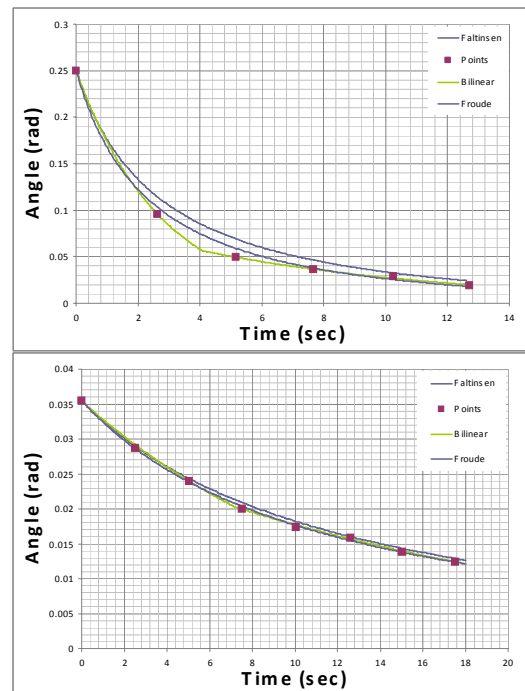 0.3
0.25
0.2
0.15
0.1
0.05
0
Angle (rad)
Faltinsen
Points
Bilinear
Froude
0 2 4 6 8 10 12 14
Time (sec)
0.04
0.035
0.03
0.025
0.02
0.015
0.01
0.005
0
Angle (rad)
Faltinsen
Points
Bilinear
Froude
0 2 4 6 8 10 12 14 16 18 20
Time (sec)